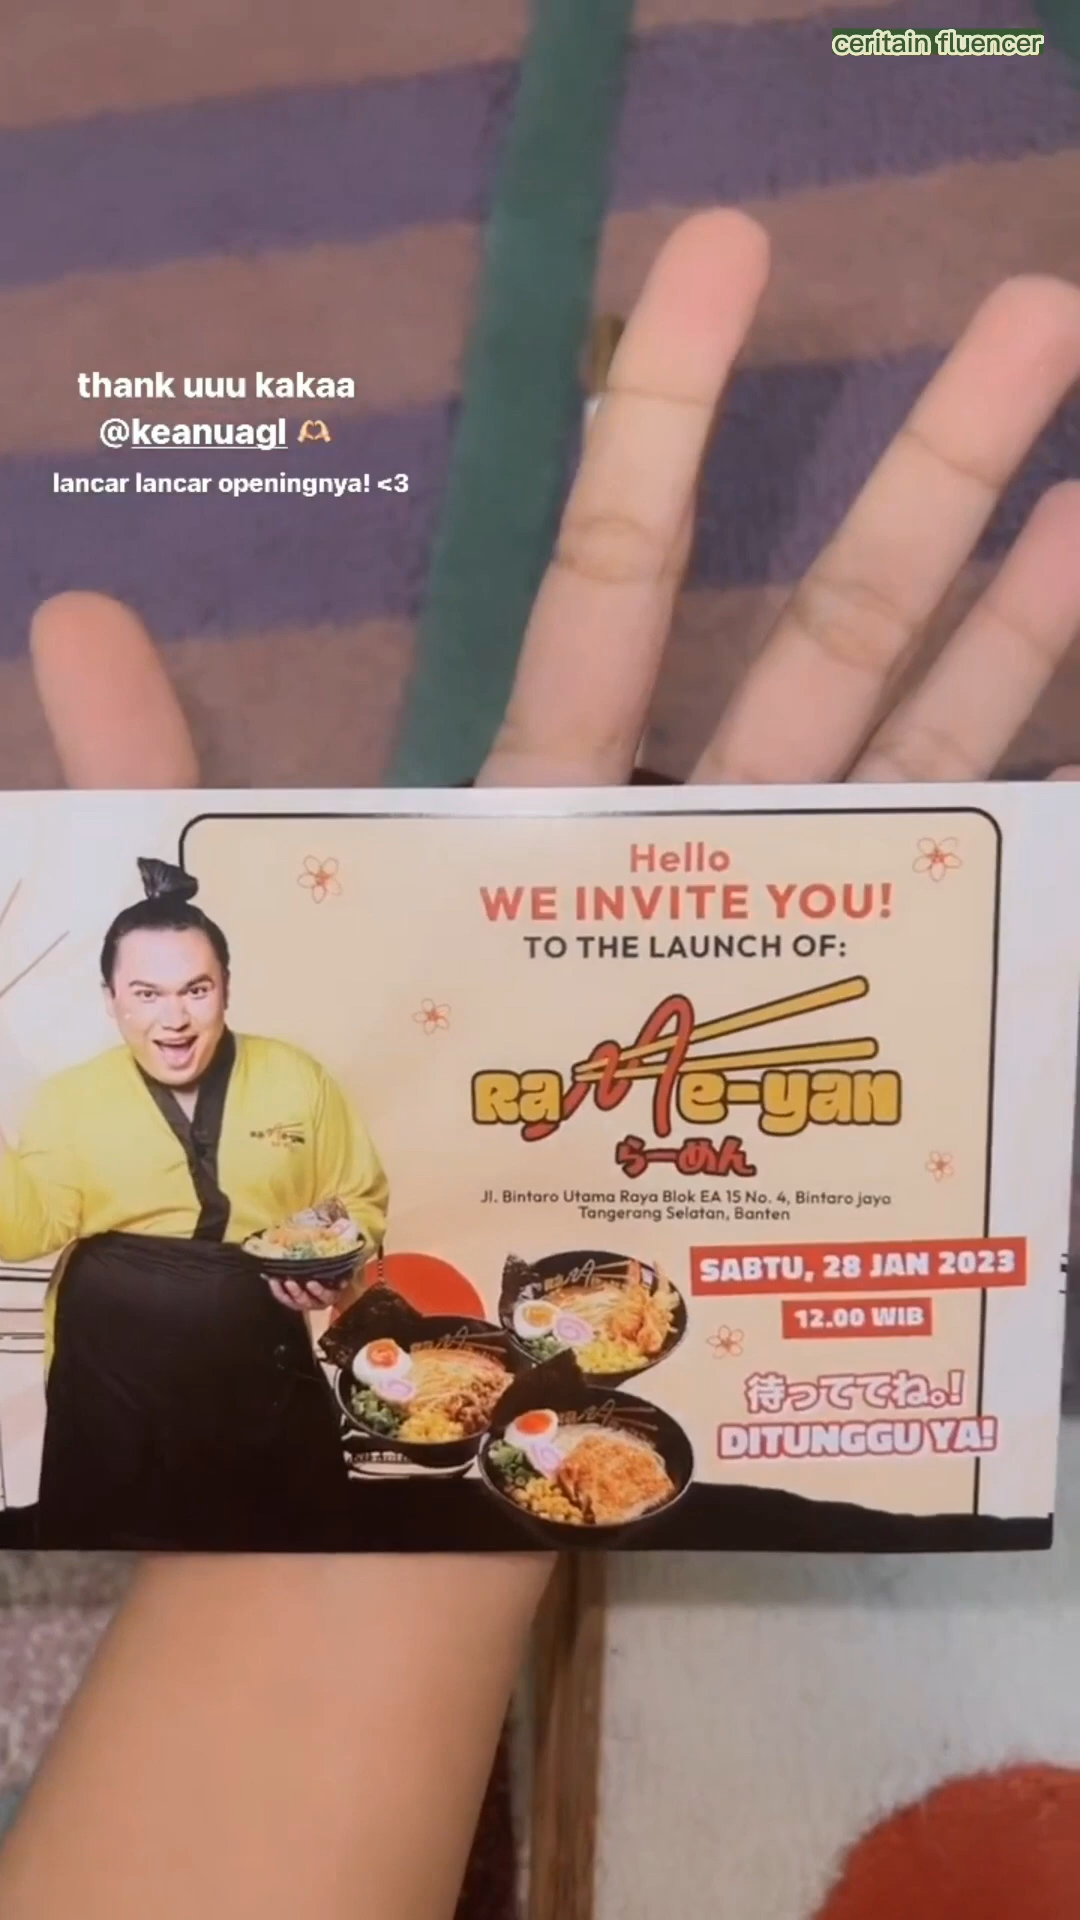 ceritain fluencer
thank uuu kakaa
@keanuagl
lancar lancar openingnya! <3
Hello
WE INVITE YOU!
TO THE LAUNCH OF:
RaMe-yan
らーめん
Jl. Bintaro Utama Raya Blok EA 15 No. 4, Bintaro jaya
Tangerang Selatan, Banten
SABTU, 28 JAN 2023
12.00 WIB
待っててね。!
DITUNGGU YA!